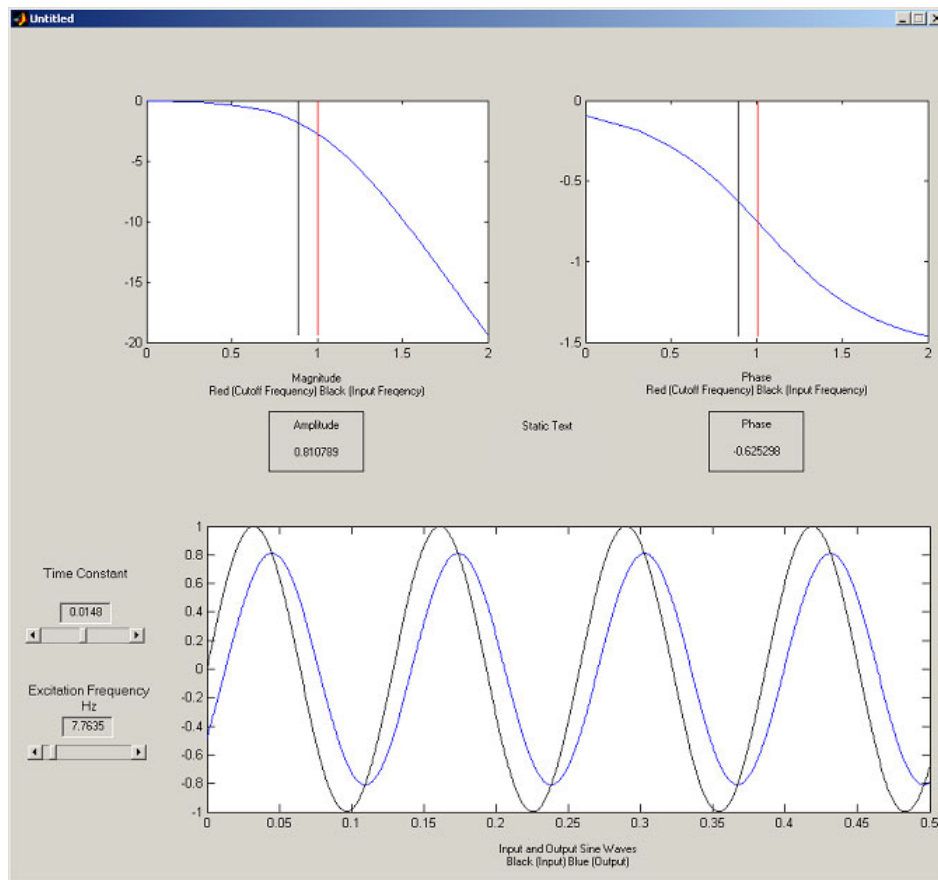 Untitled
0
-5
-10
-15
-20
0 0.5 1 1.5 2
Magnitude
Red (Cutoff Frequency) Black (Input Freqency)
0
-0.5
-1
-1.5
0 0.5 1 1.5 2
Phase
Red (Cutoff Frequency) Black (Input Freqency)
Amplitude
0.810789
Static Text
Phase
-0.625298
Time Constant
0.0148
Excitation Frequency
Hz
7.7635
1
0.8
0.6
0.4
0.2
0
-0.2
-0.4
-0.6
-0.8
-1
0 0.05 0.1 0.15 0.2 0.25 0.3 0.35 0.4 0.45 0.5
Input and Output Sine Waves
Black (Input) Blue (Output)